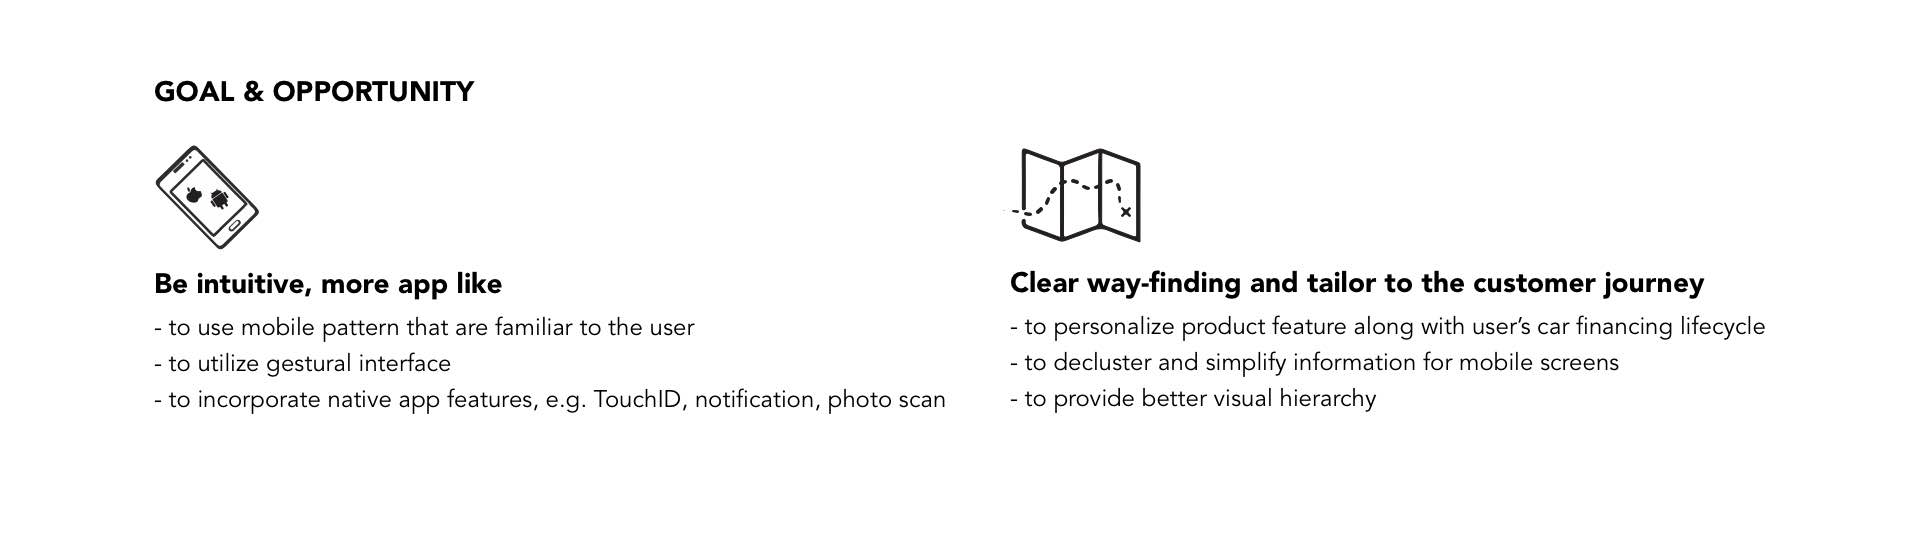 GOAL & OPPORTUNITY
Be intuitive, more app like
- to use mobile pattern that are familiar to the user
- to utilize gestural interface
- to incorporate native app features, e.g. TouchID, notification, photo scan
Clear way-finding and tailor to the customer journey
- to personalize product feature along with user’s car financing lifecycle
- to decluster and simplify information for mobile screens
- to provide better visual hierarchy